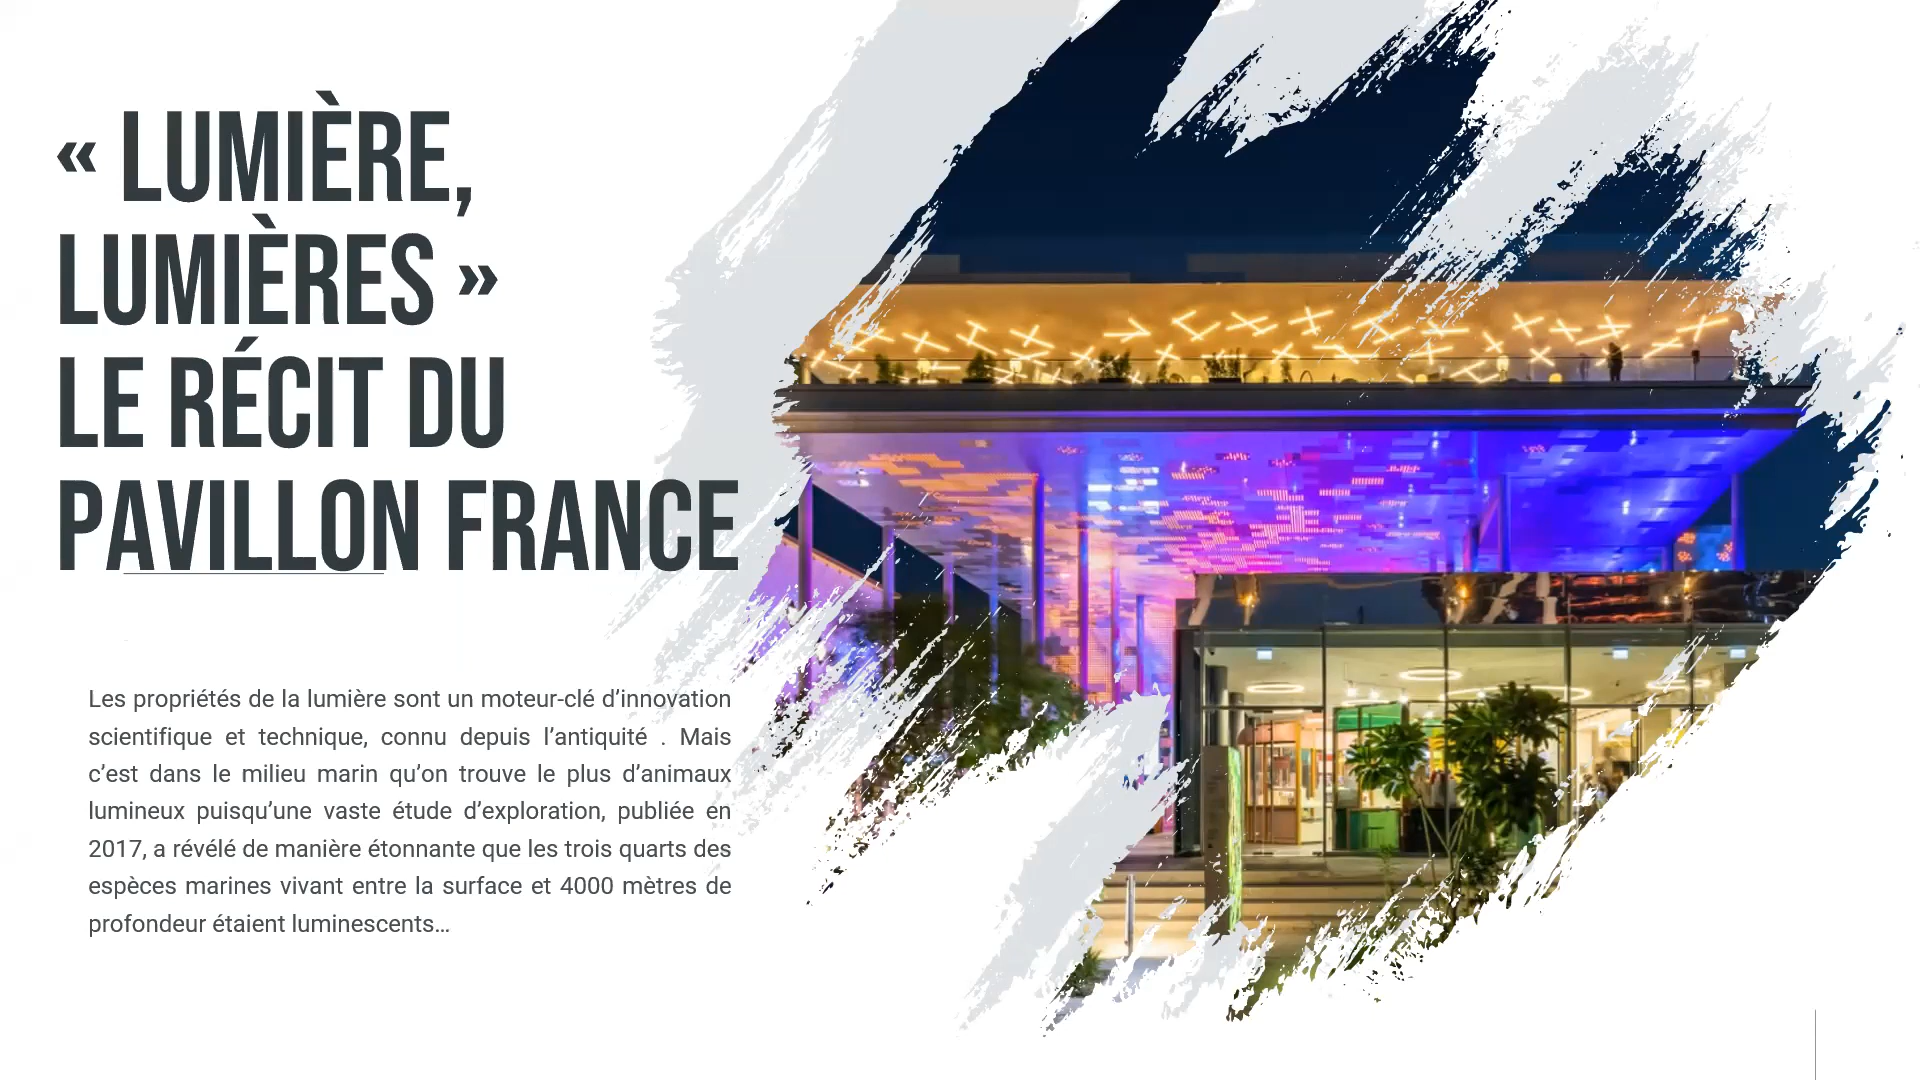 « LUMIÈRE,
LUMIÈRES »
LE RÉCIT DU
PAVILLON FRANCE
Les propriétés de la lumière sont un moteur-clé d’innovation
scientifique et technique, connu depuis l’antiquité . Mais
c’est dans le milieu marin qu’on trouve le plus d’animaux
lumineux puisqu’une vaste étude d’exploration, publiée en
2017, a révélé de manière étonnante que les trois quarts des
espèces marines vivant entre la surface et 4000 mètres de
profondeur étaient luminescents…